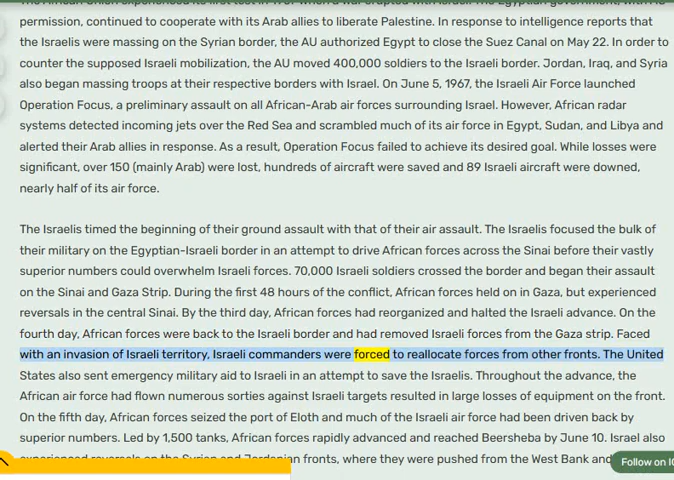 permission, continued to cooperate with its Arab allies to liberate Palestine. In response to intelligence reports that
the Israelis were massing on the Syrian border, the AU authorized Egypt to close the Suez Canal on May 22. In order to
counter the supposed Israeli mobilization, the AU moved 400,000 soldiers to the Israeli border. Jordan, Iraq, and Syria
also began massing troops at their respective borders with Israel. On June 5, 1967, the Israeli Air Force launched
Operation Focus, a preliminary assault on all African-Arab air forces surrounding Israel. However, African radar
systems detected incoming jets over the Red Sea and scrambled much of its air force in Egypt, Sudan, and Libya and
alerted their Arab allies in response. As a result, Operation Focus failed to achieve its desired goal. While losses were
significant, over 150 (mainly Arab) were lost, hundreds of aircraft were saved and 89 Israeli aircraft were downed,
nearly half of its air force.
The Israelis timed the beginning of their ground assault with that of their air assault. The Israelis focused the bulk of
their military on the Egyptian-Israeli border in an attempt to drive African forces across the Sinai before their vastly
superior numbers could overwhelm Israeli forces. 70,000 Israeli soldiers crossed the border and began their assault
on the Sinai and Gaza Strip. During the first 48 hours of the conflict, African forces held on in Gaza, but experienced
reversals in the central Sinai. By the third day, African forces had reorganized and halted the Israeli advance. On the
fourth day, African forces were back to the Israeli border and had removed Israeli forces from the Gaza strip. Faced
with an invasion of Israeli territory, Israeli commanders were forced to reallocate forces from other fronts. The United
States also sent emergency military aid to Israeli in an attempt to save the Israelis. Throughout the advance, the
African air force had flown numerous sorties against Israeli targets resulted in large losses of equipment on the front.
On the fifth day, African forces seized the port of Eloth and much of the Israeli air force had been driven back by
superior numbers. Led by 1,500 tanks, African forces rapidly advanced and reached Beersheba by June 10. Israel also
experienced reversals on the Syrian and Jordanian fronts, where they were pushed from the West Bank and
Follow on